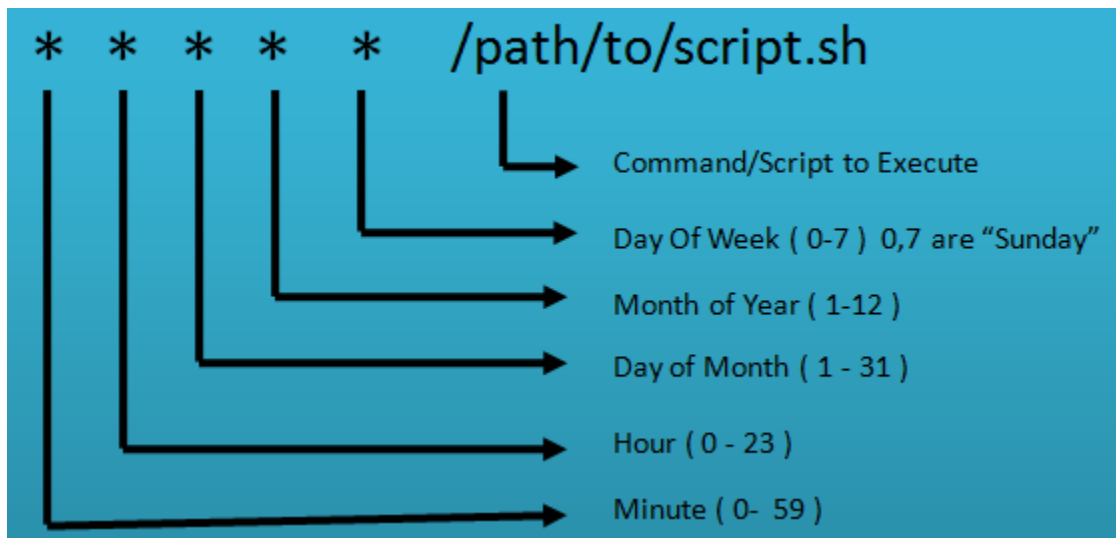 * * * * * /path/to/script.sh
Command/Script to Execute
Day Of Week ( 0-7 ) 0,7 are “Sunday”
Month of Year ( 1-12 )
Day of Month ( 1 - 31 )
Hour ( 0 - 23 )
Minute ( 0- 59 )